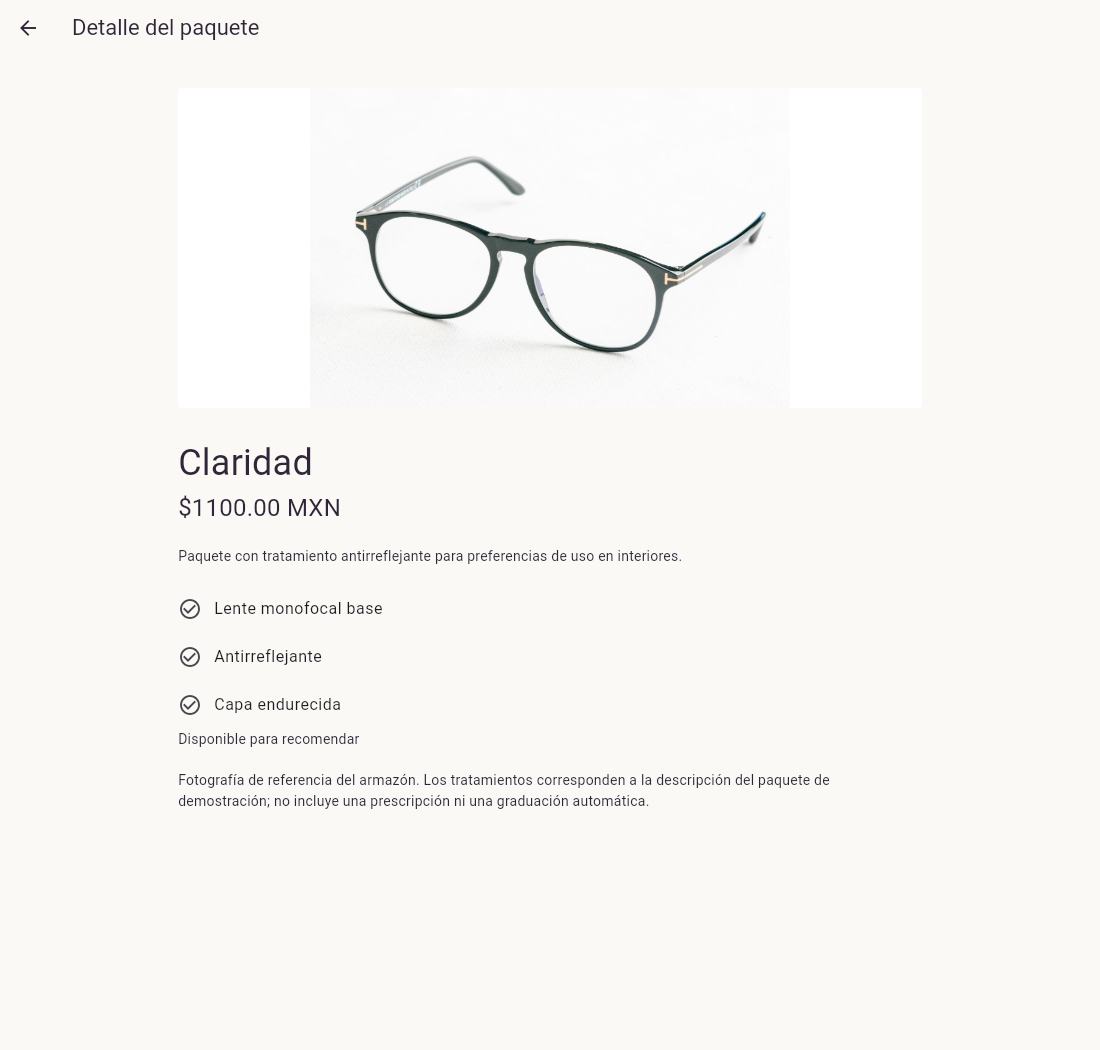 Detalle del paquete
Claridad
$1100.00 MXN
Paquete con tratamiento antirreflejante para preferencias de uso en interiores.
Lente monofocal base
Antirreflejante
Capa endurecida
Disponible para recomendar
Fotografía de referencia del armazón. Los tratamientos corresponden a la descripción del paquete de
demostración; no incluye una prescripción ni una graduación automática.